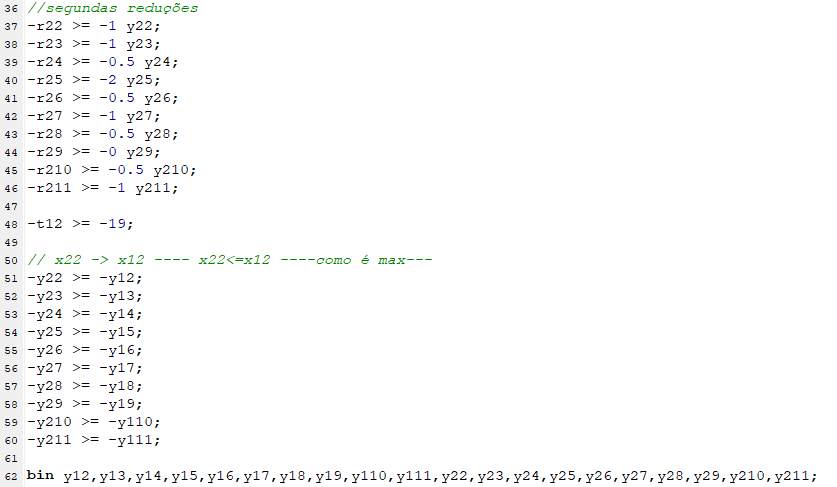 36 //segundas reduções
37 -r22 >= -1 y22;
38 -r23 >= -1 y23;
39 -r24 >= -0.5 y24;
40 -r25 >= -2 y25;
41 -r26 >= -0.5 y26;
42 -r27 >= -1 y27;
43 -r28 >= -0.5 y28;
44 -r29 >= -0 y29;
45 -r210 >= -0.5 y210;
46 -r211 >= -1 y211;
47
48 -t12 >= -19;
49
50 // x22 -> x12 ---- x22<=x12 ----como é max---
51 -y22 >= -y12;
52 -y23 >= -y13;
53 -y24 >= -y14;
54 -y25 >= -y15;
55 -y26 >= -y16;
56 -y27 >= -y17;
57 -y28 >= -y18;
58 -y29 >= -y19;
59 -y210 >= -y110;
60 -y211 >= -y111;
61
62 bin y12,y13,y14,y15,y16,y17,y18,y19,y110,y111,y22,y23,y24,y25,y26,y27,y28,y29,y210,y211;